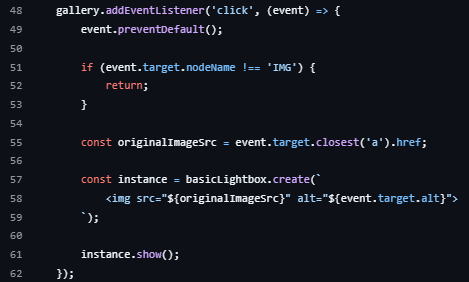 48 gallery.addEventListener('click', (event) => {
49 event.preventDefault();
50
51 if (event.target.nodeName !== 'IMG') {
52 return;
53 }
54
55 const originalImageSrc = event.target.closest('a').href;
56
57 const instance = basicLightbox.create(`
58 <img src="${originalImageSrc}" alt="${event.target.alt}">
59 `);
60
61 instance.show();
62 });